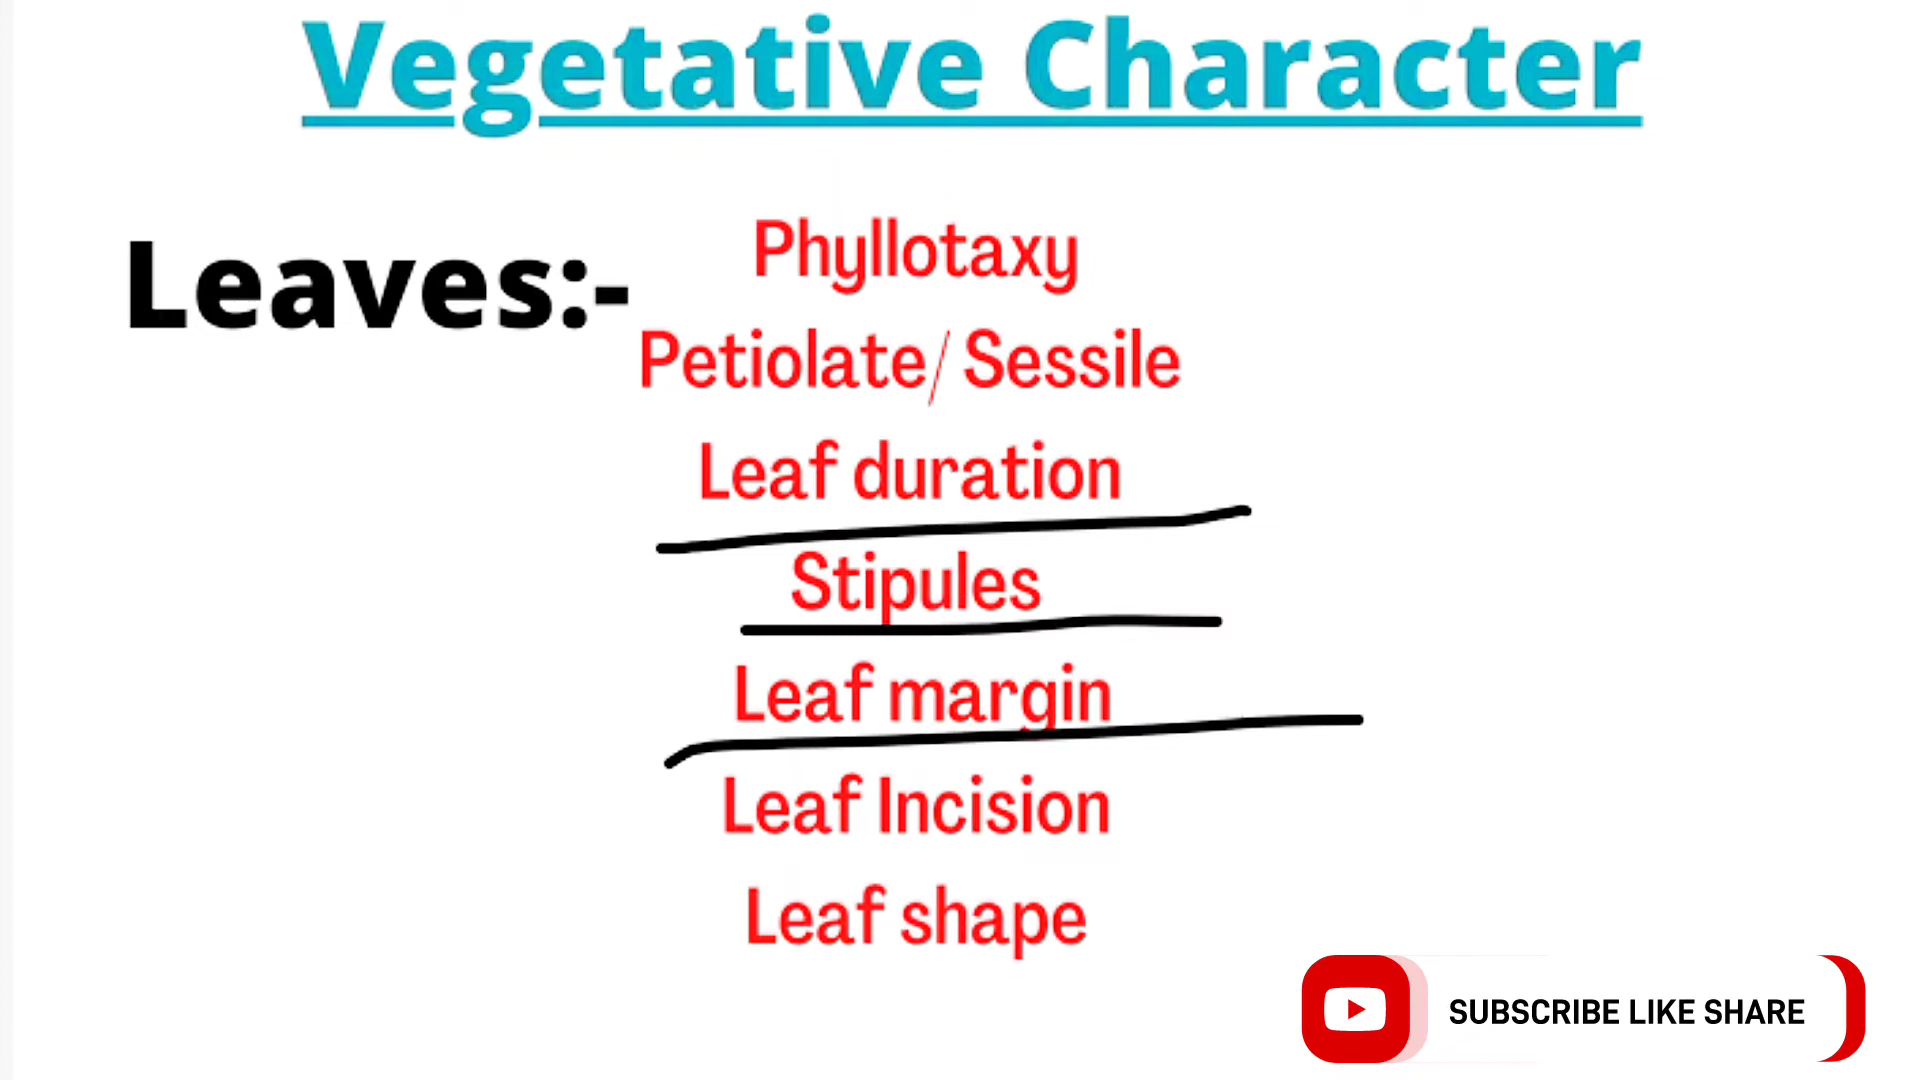 Vegetative Character
Leaves:-
Phyllotaxy
Petiolate/ Sessile
Leaf duration
Stipules
Leaf margin
Leaf Incision
Leaf shape
SUBSCRIBE LIKE SHARE